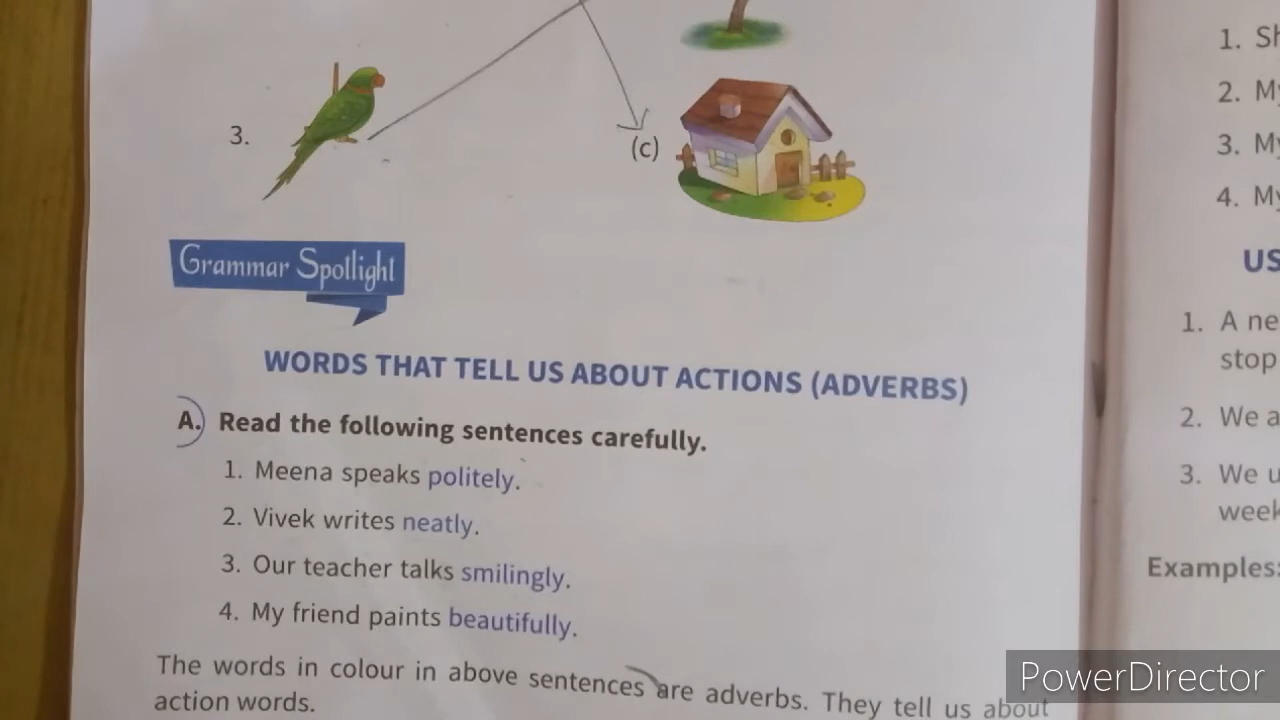 3.
(c)
Grammar Spotlight
WORDS THAT TELL US ABOUT ACTIONS (ADVERBS)
A. Read the following sentences carefully.
1. Meena speaks politely.
2. Vivek writes neatly.
3. Our teacher talks smilingly.
4. My friend paints beautifully.
The words in colour in above sentences are adverbs. They tell us about
action words.
1.
2.
3.
4.
1. A
stop
2. We
3. We
Examples:
PowerDirector